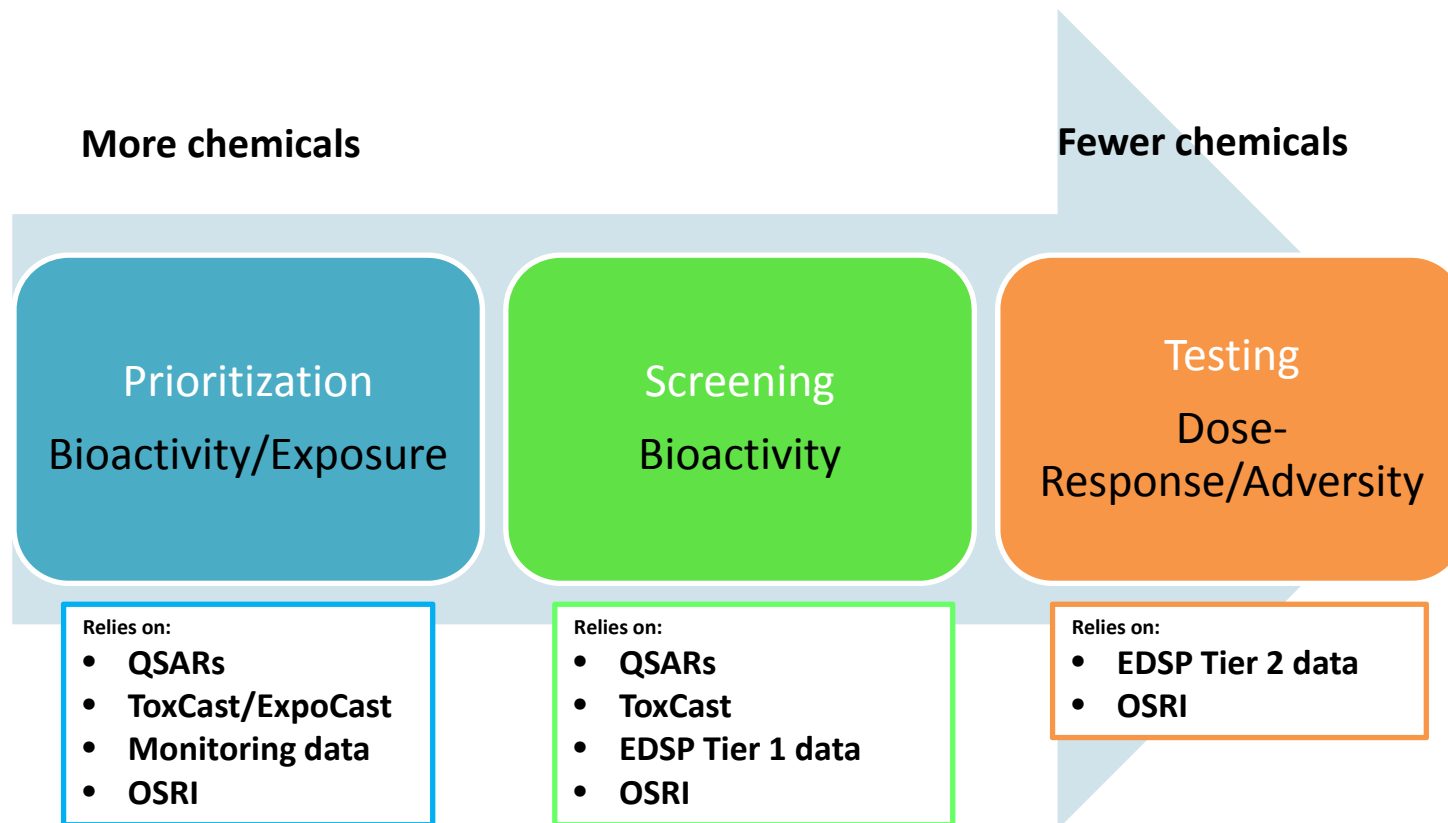 More chemicals
Fewer chemicals
Prioritization
Bioactivity/Exposure
Screening
Bioactivity
Testing
Dose-
Response/Adversity
Relies on:
• QSARs
• ToxCast/ExpoCast
• Monitoring data
• OSRI
Relies on:
• QSARs
• ToxCast
• EDSP Tier 1 data
• OSRI
Relies on:
• EDSP Tier 2 data
• OSRI